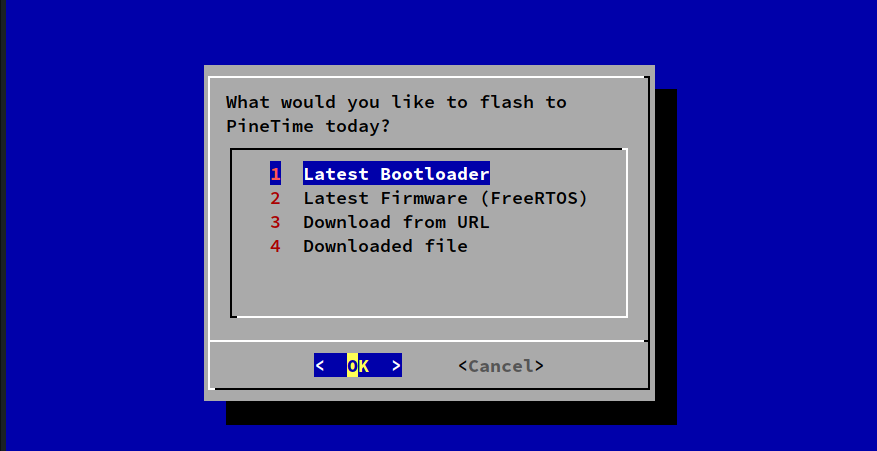 What would you like to flash to
PineTime today?
1 Latest Bootloader
2 Latest Firmware (FreeRTOS)
3 Download from URL
4 Downloaded file
< OK > <Cancel>